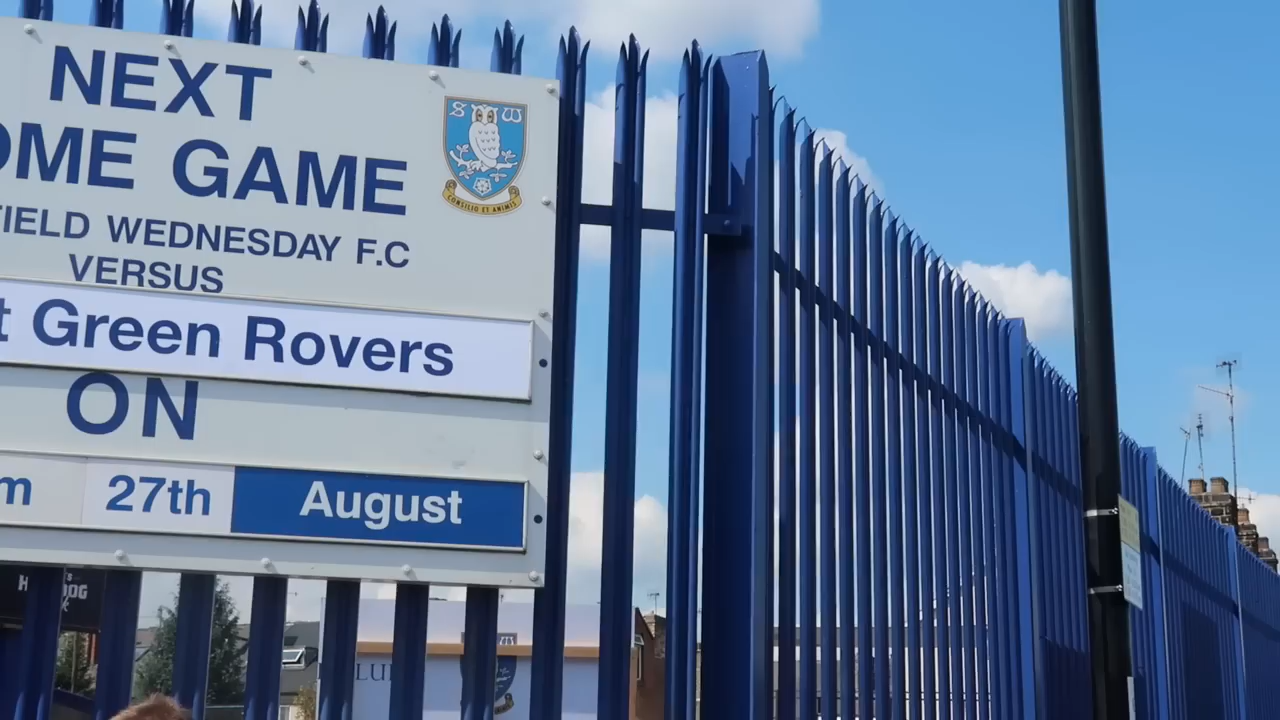 NEXT
OME GAME
FIELD WEDNESDAY F.C
VERSUS
t Green Rovers
ON
m 27th August
S W
CONSILIO ET ANIMIS